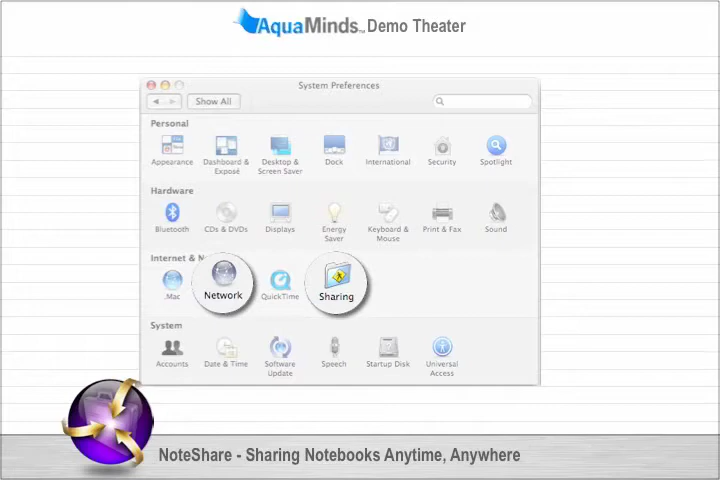 AquaMinds™ Demo Theater
System Preferences
Show All
Personal
Appearance
Dashboard & Exposé
Desktop & Screen Saver
Dock
International
Security
Spotlight
Hardware
Bluetooth
CDs & DVDs
Displays
Energy Saver
Keyboard & Mouse
Print & Fax
Sound
Internet & N
.Mac
Network
QuickTime
Sharing
System
Accounts
Date & Time
Software Update
Speech
Startup Disk
Universal Access
NoteShare - Sharing Notebooks Anytime, Anywhere